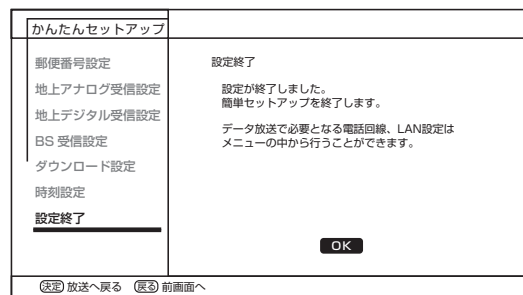 かんたんセットアップ
郵便番号設定
地上アナログ受信設定
地上デジタル受信設定
BS 受信設定
ダウンロード設定
時刻設定
設定終了
設定終了
設定が終了しました。
簡単セットアップを終了します。
データ放送で必要となる電話回線、LAN設定は
メニューの中から行うことができます。
OK
決定 放送へ戻る 戻る 前画面へ